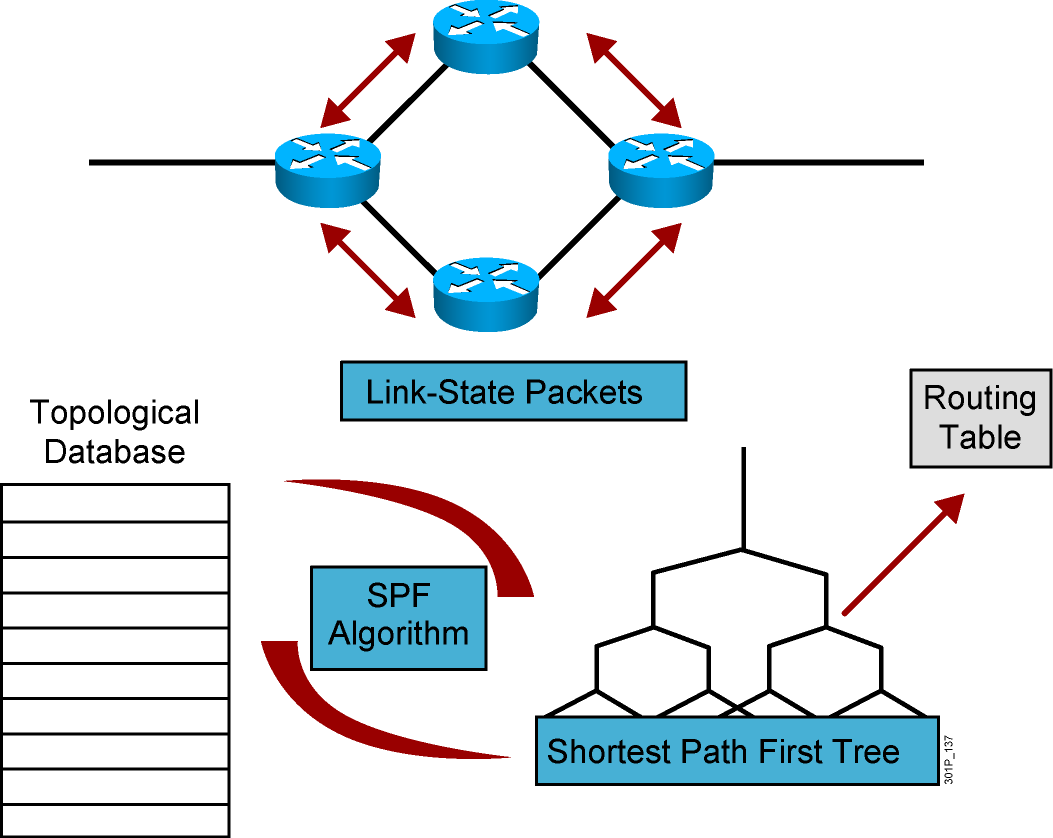 Link-State Packets
Topological
Database
Routing
Table
SPF
Algorithm
Shortest Path First Tree
301P_137